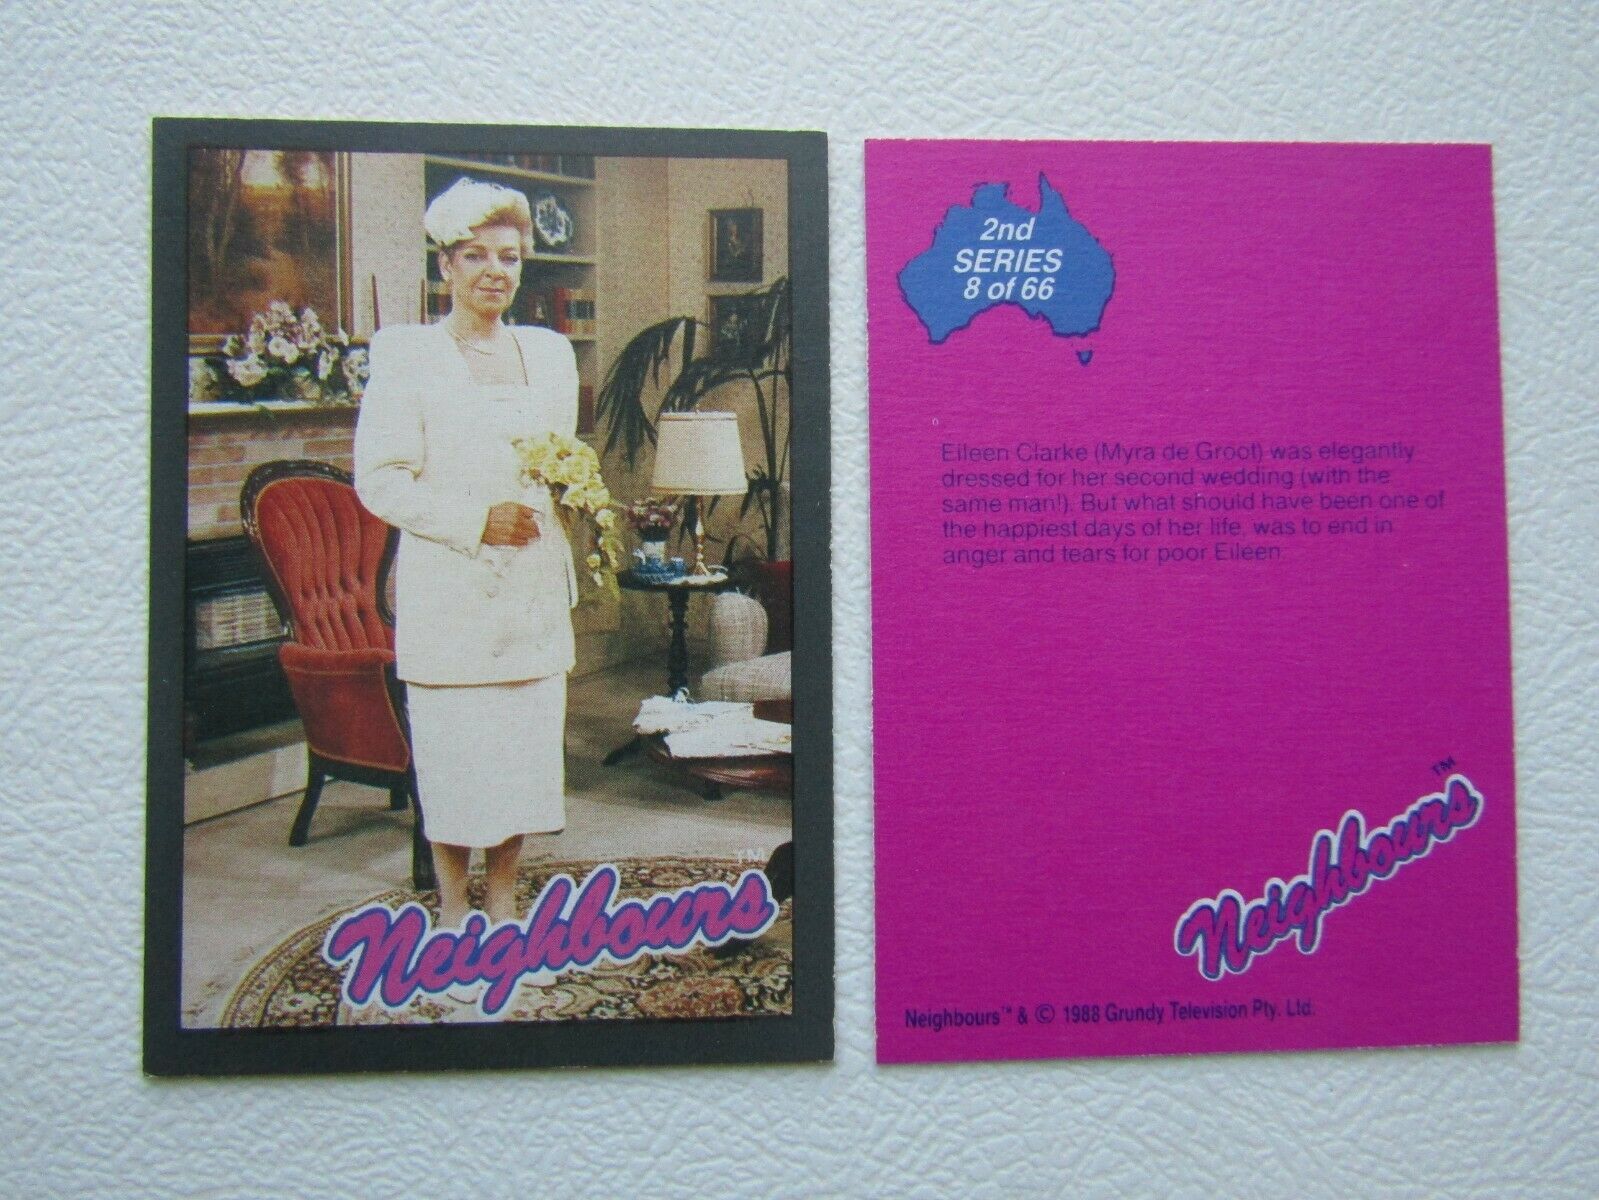 Neighbours
TM
2nd
SERIES
8 of 66
Eileen Clarke (Myra de Groot) was elegantly
dressed for her second wedding (with the
same man!). But what should have been one of
the happiest days of her life, was to end in
anger and tears for poor Eileen.
Neighbours
TM
Neighbours™ & © 1988 Grundy Television Pty. Ltd.